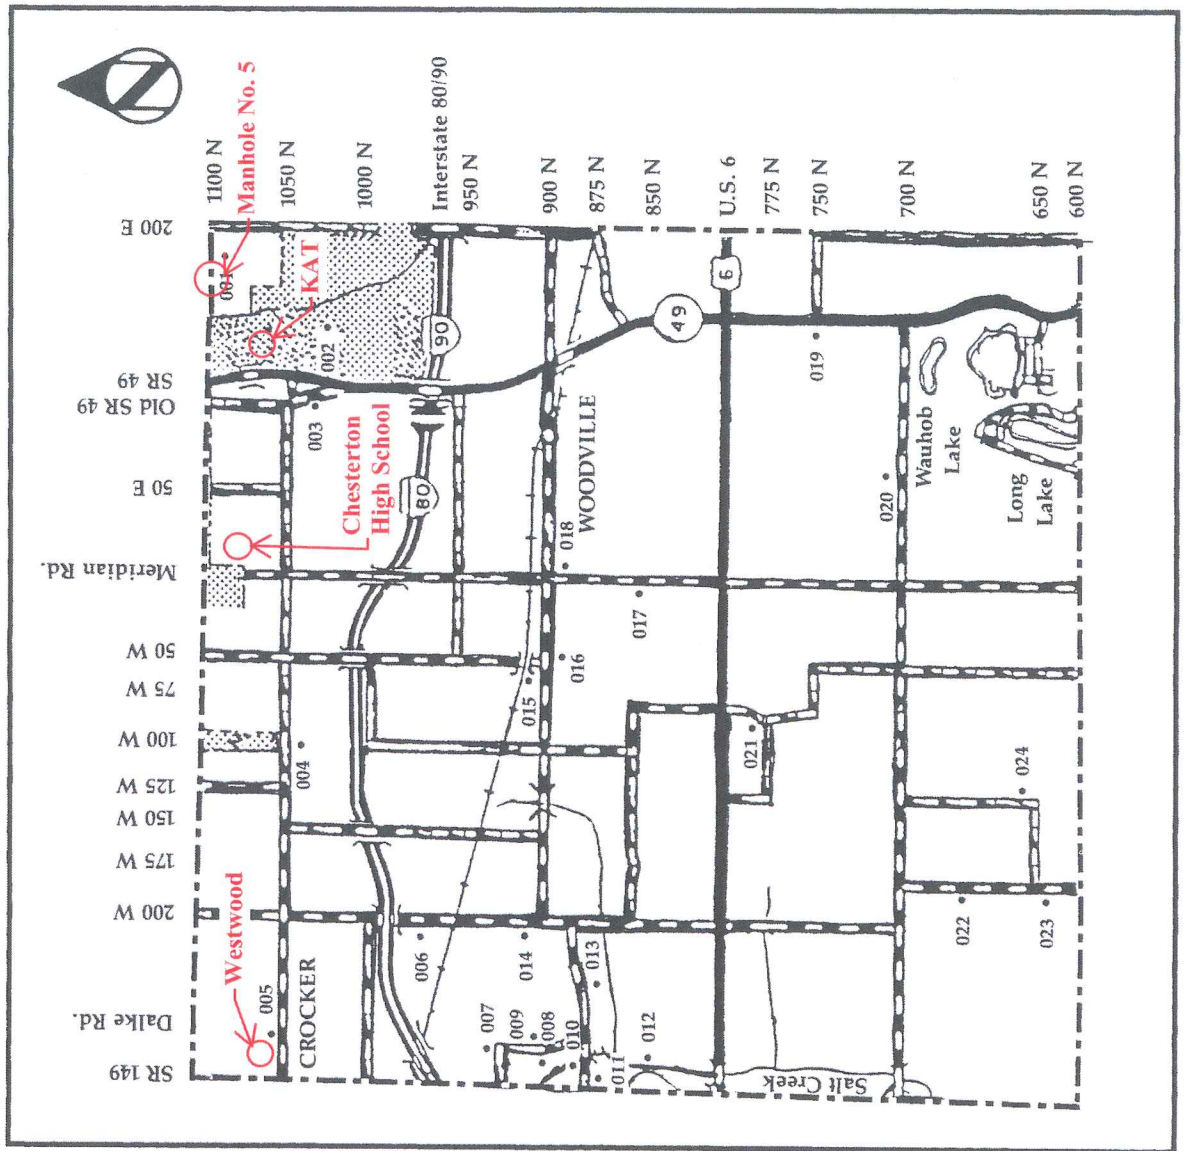 N
1100 N
Manhole No. 5
1050 N
1000 N
Interstate 80/90
950 N
900 N
875 N
850 N
U.S. 6
775 N
750 N
700 N
650 N
600 N
200 E
SR 49
Old SR 49
50 E
Meridian Rd.
50 W
75 W
100 W
125 W
150 W
175 W
200 W
Dalke Rd.
SR 149
001
KAT
002
003
Chesterton
High School
90
80
49
6
WOODVILLE
018
017
016
015
019
020
Wauhob
Lake
Long
Lake
004
021
024
Westwood
005
CROCKER
006
014
013
007
009
008
010
011
012
022
023
Salt Creek